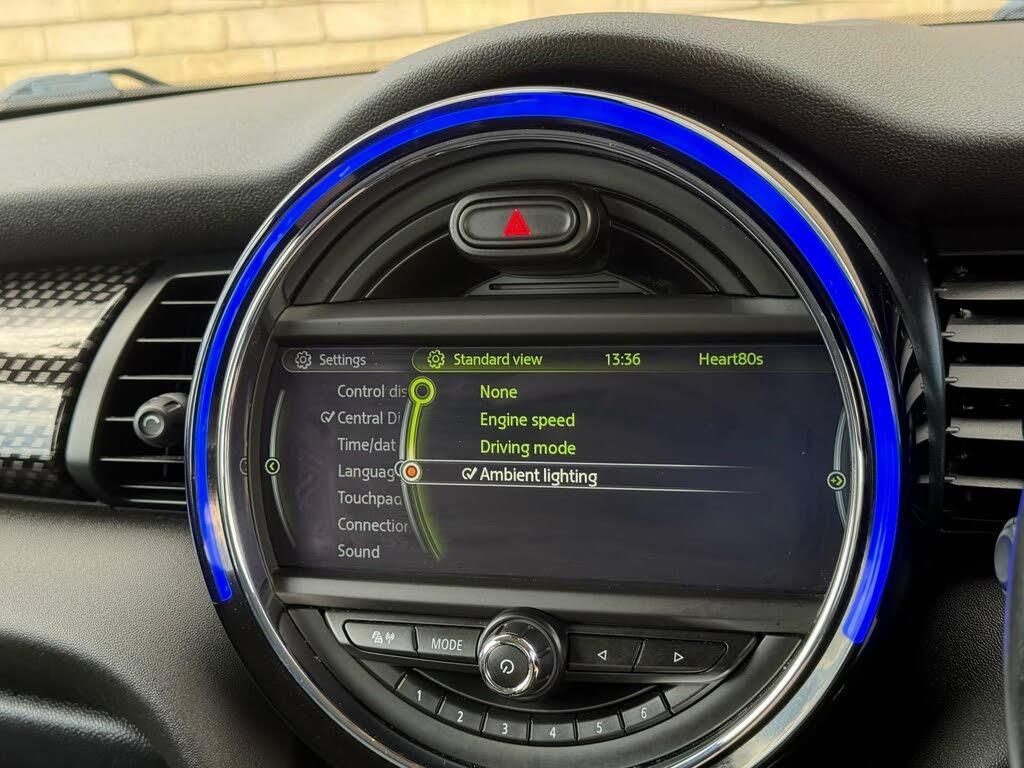 Settings
Standard view 13:36 Heart80s
Control dis
Central Di
Time/dat
Languag
Touchpad
Connection
Sound
None
Engine speed
Driving mode
Ambient lighting
MODE
1 2 3 4 5 6